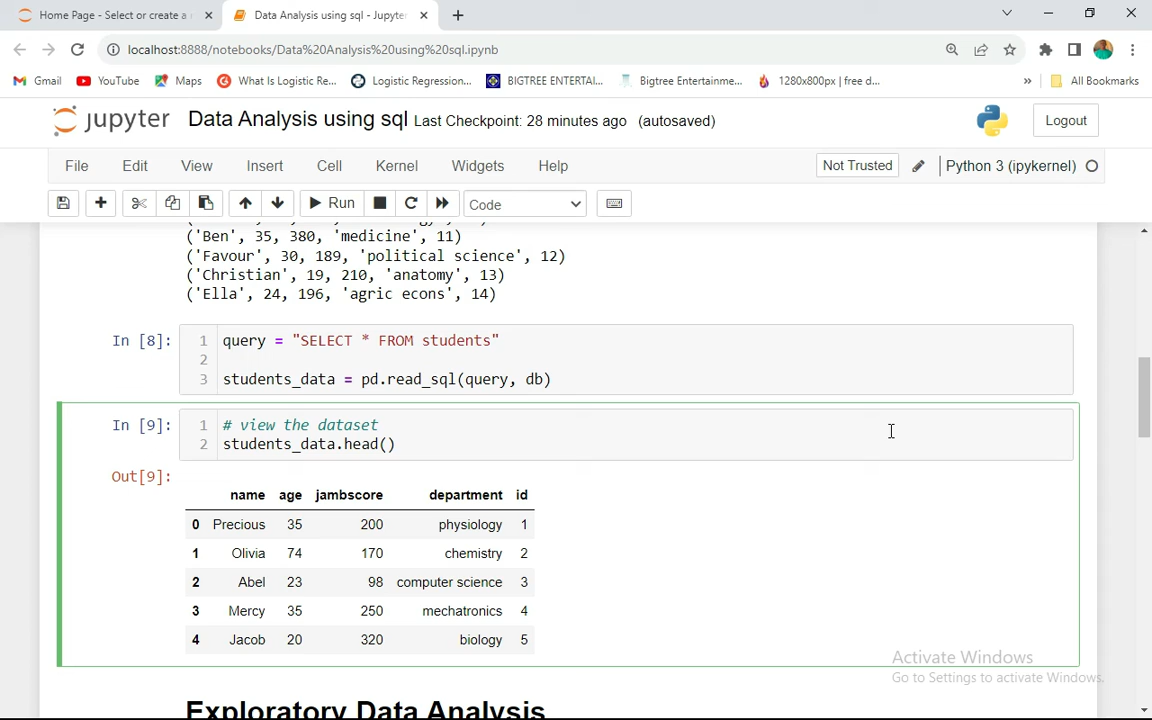 Home Page - Select or create a
Data Analysis using sql - Jupyter
localhost:8888/notebooks/Data%20Analysis%20using%20sql.ipynb
Gmail YouTube Maps What Is Logistic Re... Logistic Regression... BIGTREE ENTERTAI... Bigtree Entertainme... 1280x800px | free d... » All Bookmarks
jupyter Data Analysis using sql Last Checkpoint: 28 minutes ago (autosaved) Logout
File Edit View Insert Cell Kernel Widgets Help Not Trusted Python 3 (ipykernel)
Run Code
('Ben', 35, 380, 'medicine', 11)
('Favour', 30, 189, 'political science', 12)
('Christian', 19, 210, 'anatomy', 13)
('Ella', 24, 196, 'agric econs', 14)
In [8]: 1 query = "SELECT * FROM students"
2
3 students_data = pd.read_sql(query, db)
In [9]: 1 # view the dataset
2 students_data.head()
Out[9]:
name age jambscore department id
0 Precious 35 200 physiology 1
1 Olivia 74 170 chemistry 2
2 Abel 23 98 computer science 3
3 Mercy 35 250 mechatronics 4
4 Jacob 20 320 biology 5
Activate Windows
Go to Settings to activate Windows.
Exploratory Data Analysis